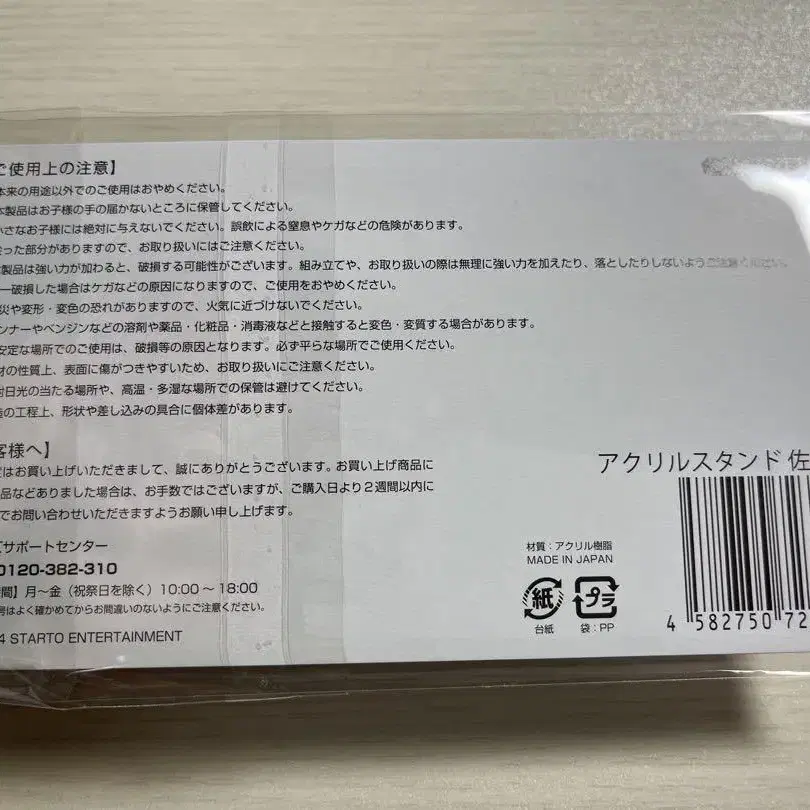 ご使用上の注意】
本来の用途以外でのご使用はおやめください。
本製品はお子様の手の届かないところに保管してください。
小さなお子様には絶対に与えないでください。誤飲による窒息やケガなどの危険があります。
った部分がありますので、お取り扱いにはご注意ください。
製品は強い力が加わると、破損する可能性がございます。組み立てや、お取り扱いの際は無理に強い力を加えたり、落としたりしないようご注意ください。
一破損した場合はケガなどの原因になりますので、ご使用をおやめください。
災や変形・変色の恐れがありますので、火気に近づけないでください。
ンナーやベンジンなどの溶剤や薬品・化粧品・消毒液などと接触すると変色・変質する場合があります。
安定な場所でのご使用は、破損等の原因となります。必ず平らな場所でご使用ください。
材の性質上、表面に傷がつきやすいため、お取り扱いにご注意ください。
射日光の当たる場所や、高温・多湿な場所での保管は避けてください。
の工程上、形状や差し込みの具合に個体差があります。
客様へ】
はお買い上げいただきまして、誠にありがとうございます。お買い上げ商品に
品などありました場合は、お手数ではございますが、ご購入日より2週間以内に
でお問い合わせいただきますようお願い申し上げます。
サポートセンター
0120-382-310
間】月～金（祝祭日を除く）10:00～18:00
号はよく確かめてからお間違いのないようにご注意ください。
4 STARTO ENTERTAINMENT
アクリルスタンド 佐
材質：アクリル樹脂
MADE IN JAPAN
紙
プラ
台紙
袋：PP
4 582750 72